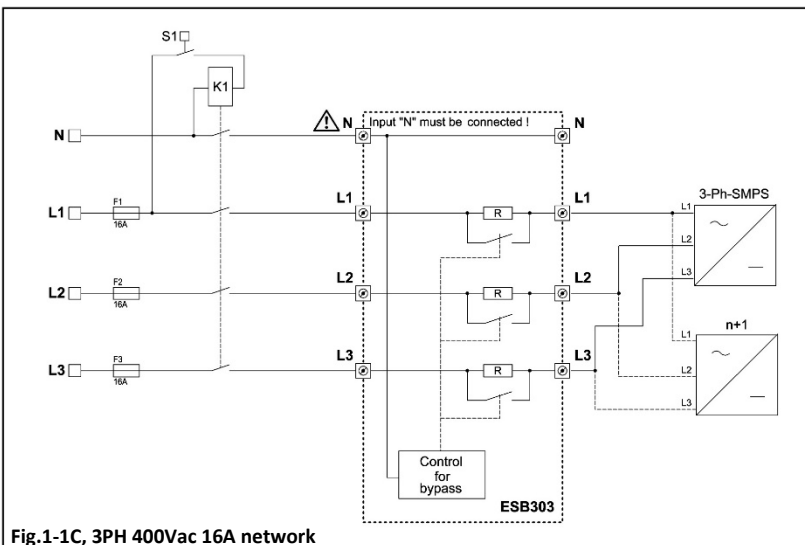 S1
K1
N
N
Input "N" must be connected !
N
L1
F1
16A
L1
R
L1
3-Ph-SMPS
L1
L2
L3
L2
F2
16A
L2
R
L2
n+1
L1
L2
L3
L3
F3
16A
L3
R
L3
Control
for
bypass
ESB303
Fig.1-1C, 3PH 400Vac 16A network